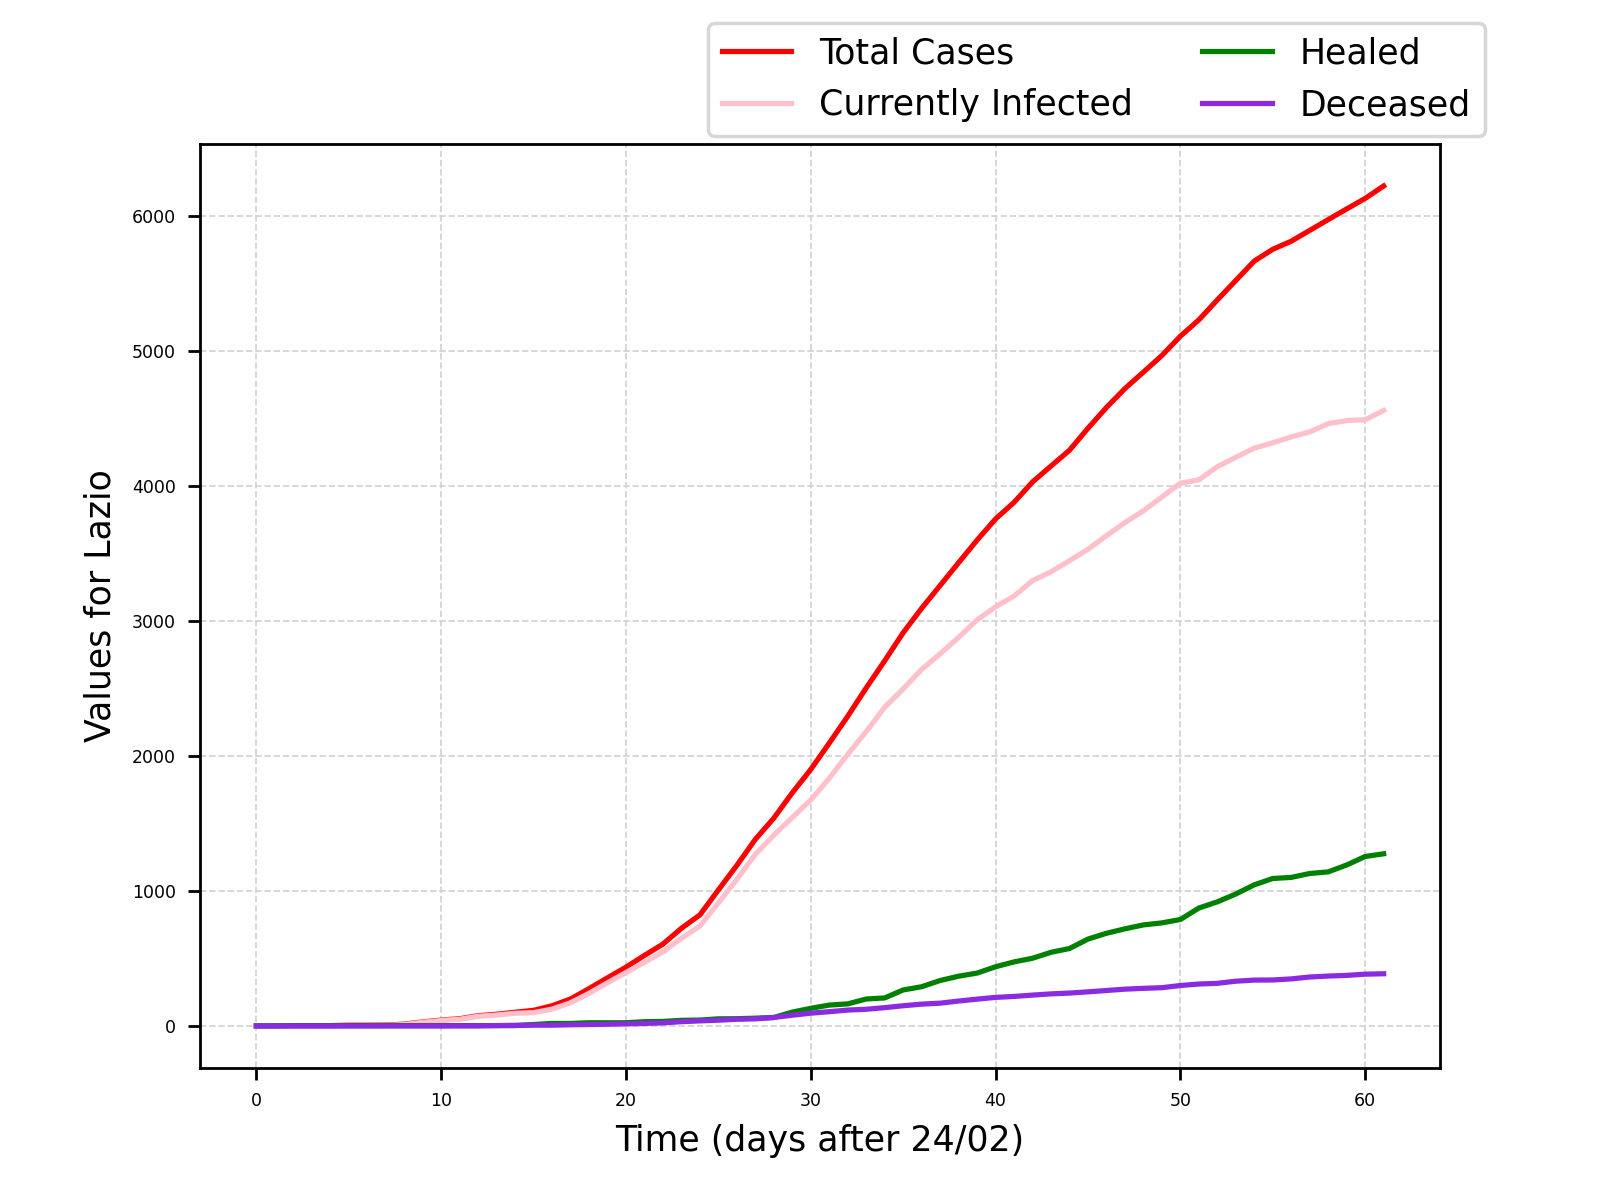 Total Cases
Currently Infected
Healed
Deceased
Values for Lazio
6000
5000
4000
3000
2000
1000
0
0 10 20 30 40 50 60
Time (days after 24/02)